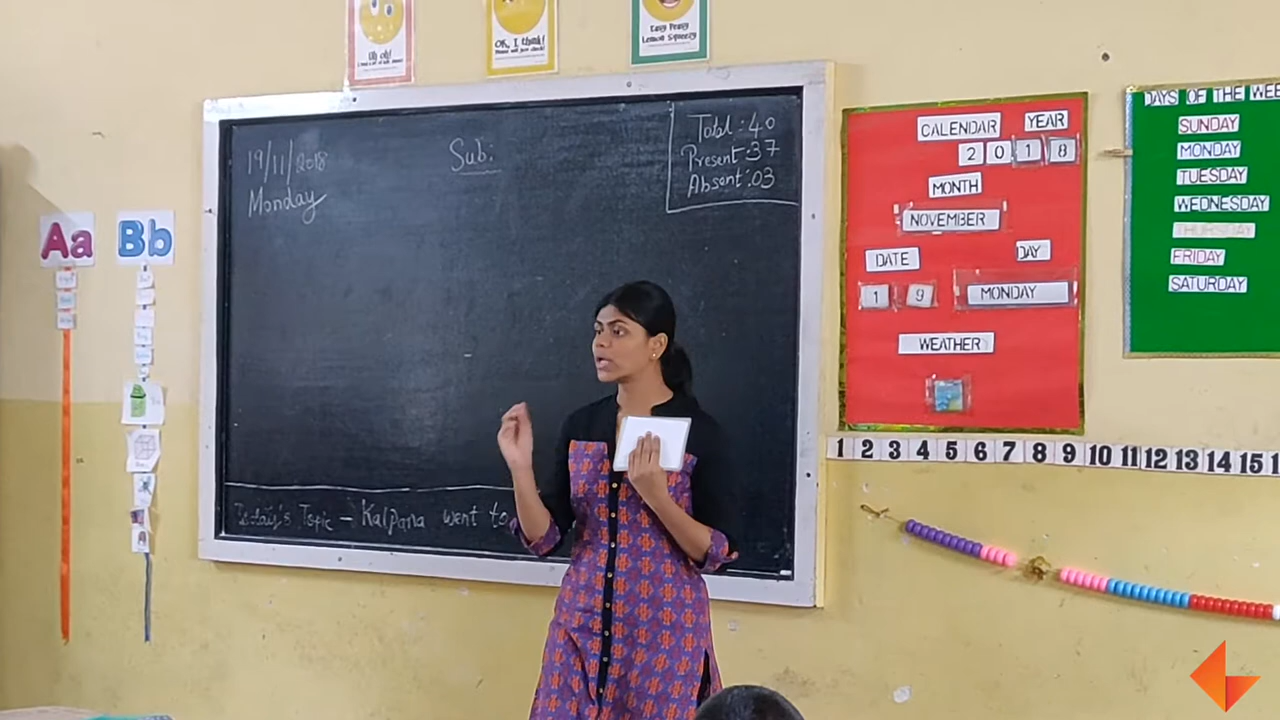 Uh oh!
OK, I think!
Easy Peasy
Lemon Squeezy
19/11/2018
Monday
Sub:
Total : 40
Present : 37
Absent : 03
Today's Topic - Kalpana went to
Aa
Bb
CALENDAR YEAR
2018
MONTH
NOVEMBER
DATE DAY
19 MONDAY
WEATHER
DAYS OF THE WEE
SUNDAY
MONDAY
TUESDAY
WEDNESDAY
THURSDAY
FRIDAY
SATURDAY
1 2 3 4 5 6 7 8 9 10 11 12 13 14 15 1